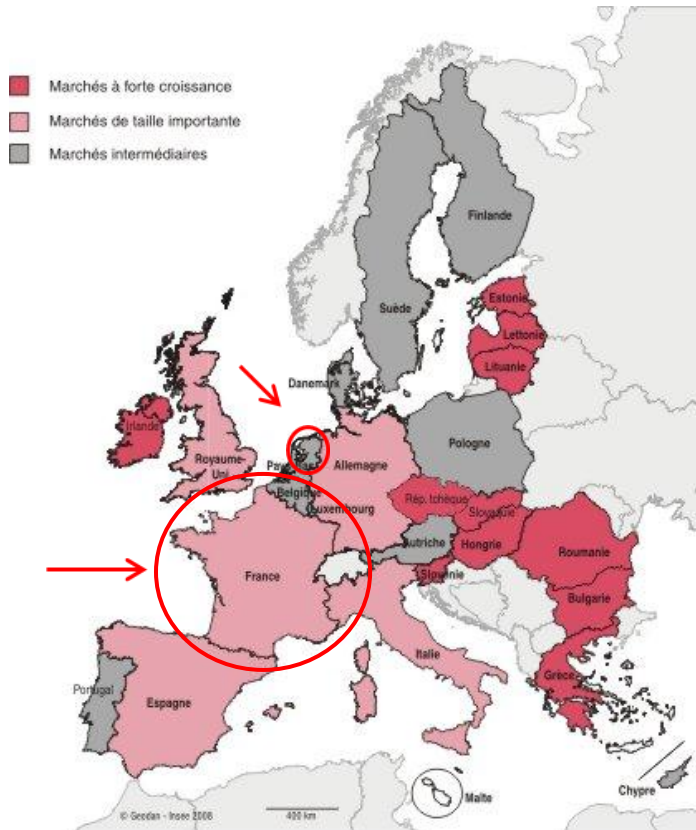 Marchés à forte croissance
Marchés de taille importante
Marchés intermédiaires
Finlande
Suède
Estonie
Lettonie
Lituanie
Danemark
Irlande
Royaume-
Uni
Pays-Bas
Allemagne
Pologne
Belgique
Luxembourg
Rép. tchèque
Slovaquie
Autriche
Hongrie
Roumanie
France
Slovénie
Bulgarie
Italie
Grèce
Portugal
Espagne
Malte
Chypre
© Geodan - Insee 2008
400 km